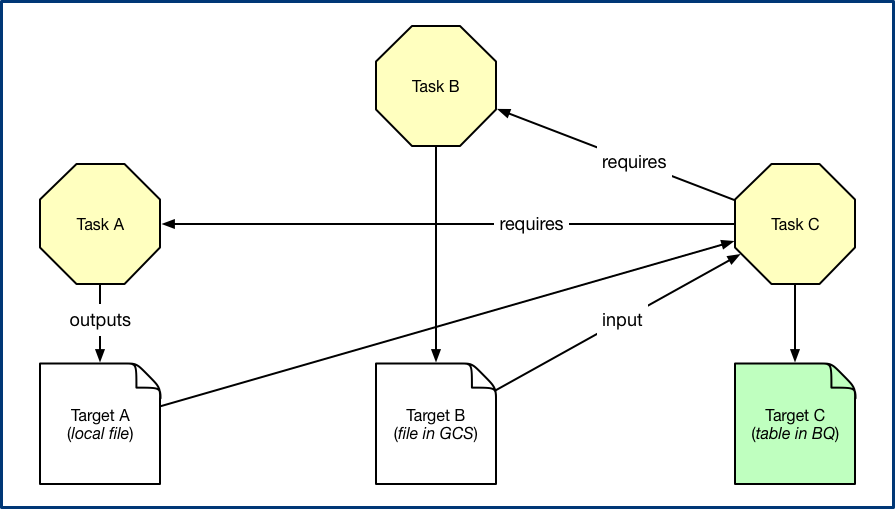 Task B
requires
Task A
requires
Task C
outputs
input
Target A
(local file)
Target B
(file in GCS)
Target C
(table in BQ)